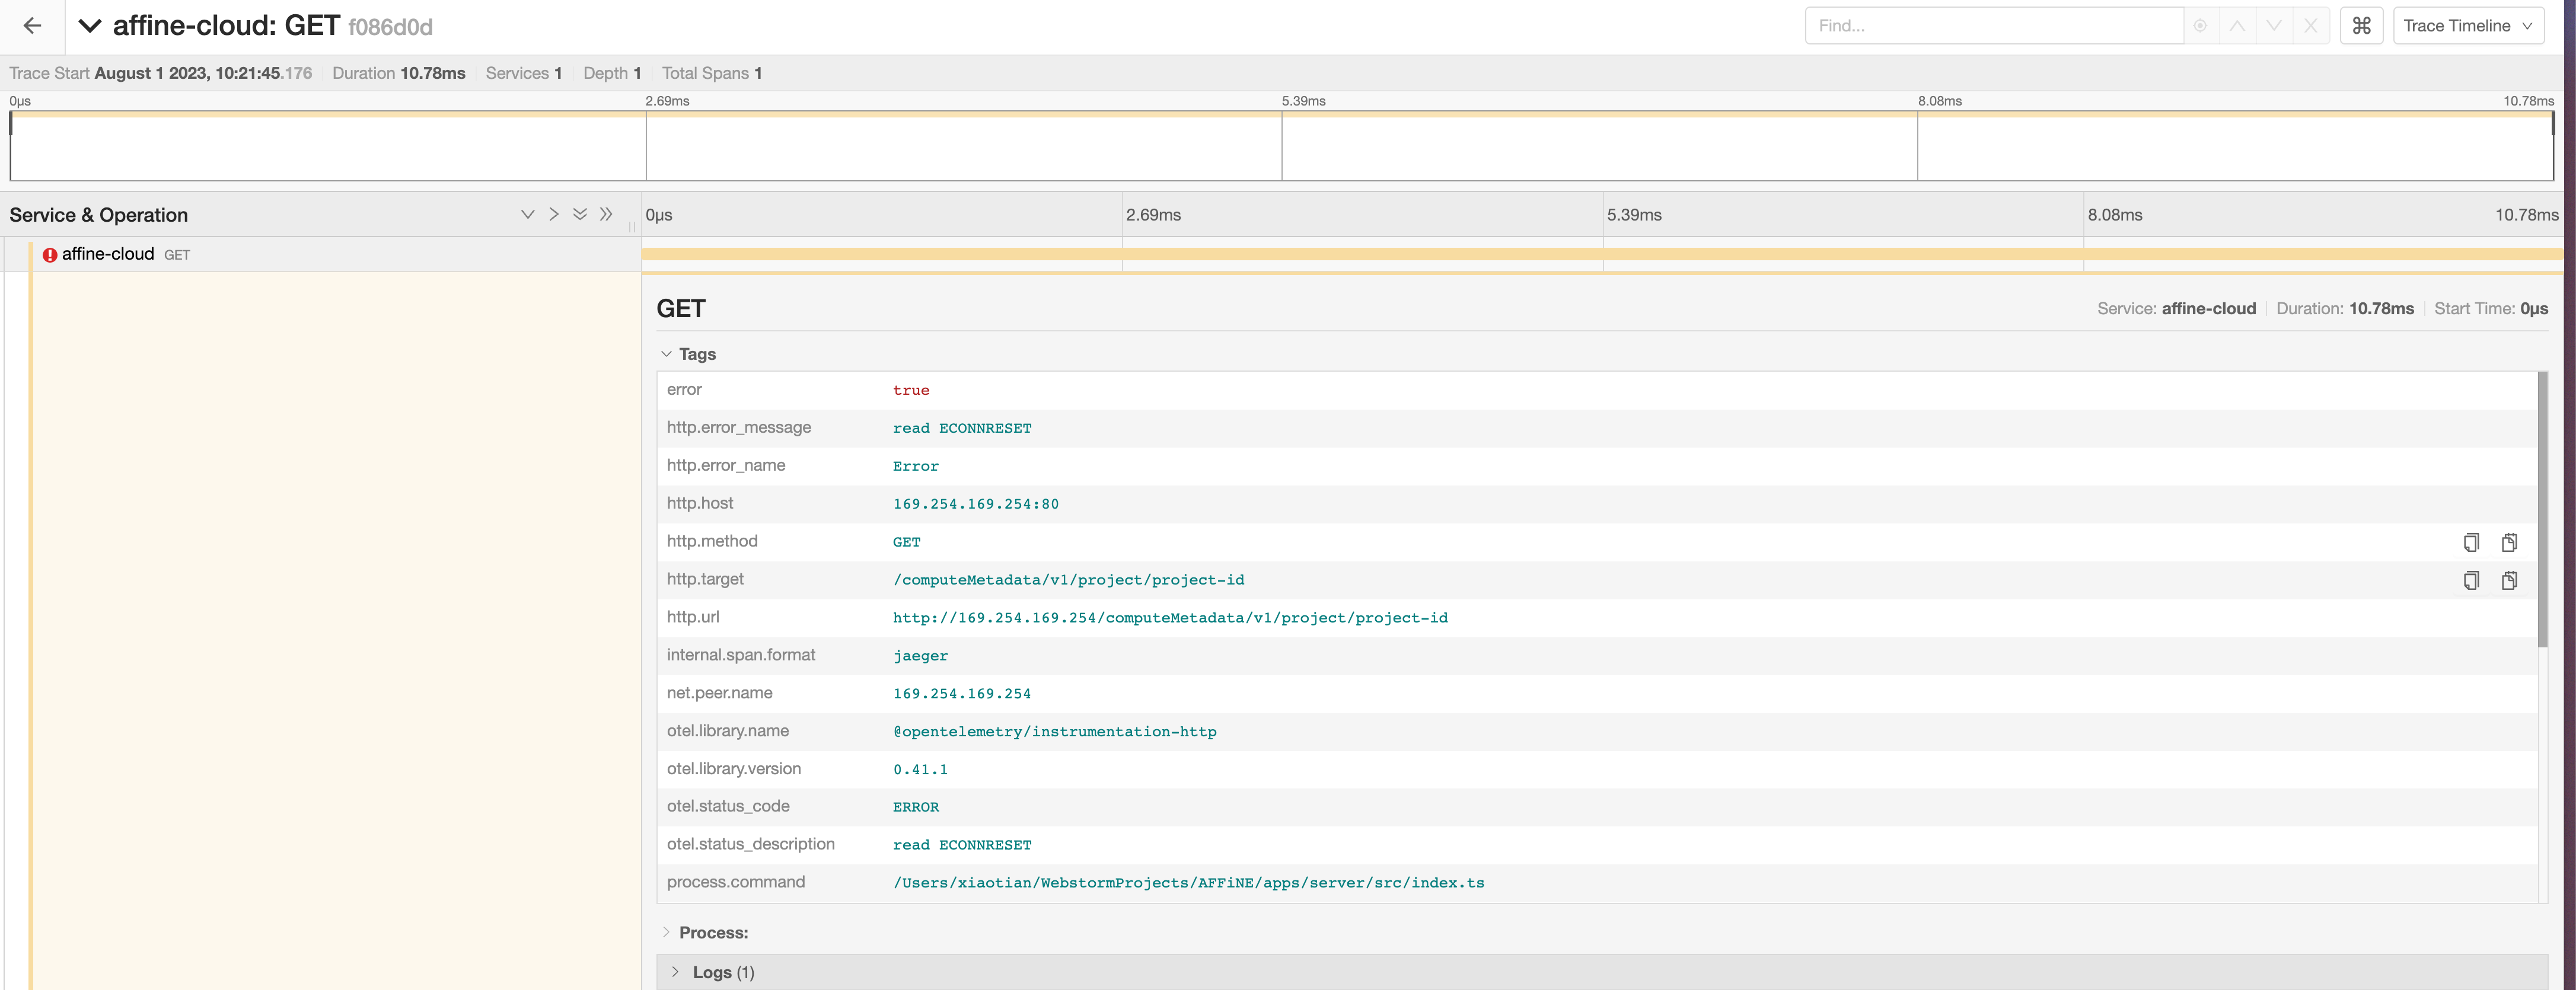 affine-cloud: GET f086d0d
Find...
⌘
Trace Timeline
Trace Start August 1 2023, 10:21:45.176 Duration 10.78ms Services 1 Depth 1 Total Spans 1
0μs 2.69ms 5.39ms 8.08ms 10.78ms
Service & Operation
0μs 2.69ms 5.39ms 8.08ms 10.78ms
affine-cloud GET
GET
Service: affine-cloud Duration: 10.78ms Start Time: 0μs
Tags
error true
http.error_message read ECONNRESET
http.error_name Error
http.host 169.254.169.254:80
http.method GET
http.target /computeMetadata/v1/project/project-id
http.url http://169.254.169.254/computeMetadata/v1/project/project-id
internal.span.format jaeger
net.peer.name 169.254.169.254
otel.library.name @opentelemetry/instrumentation-http
otel.library.version 0.41.1
otel.status_code ERROR
otel.status_description read ECONNRESET
process.command /Users/xiaotian/WebstormProjects/AFFiNE/apps/server/src/index.ts
Process:
Logs (1)